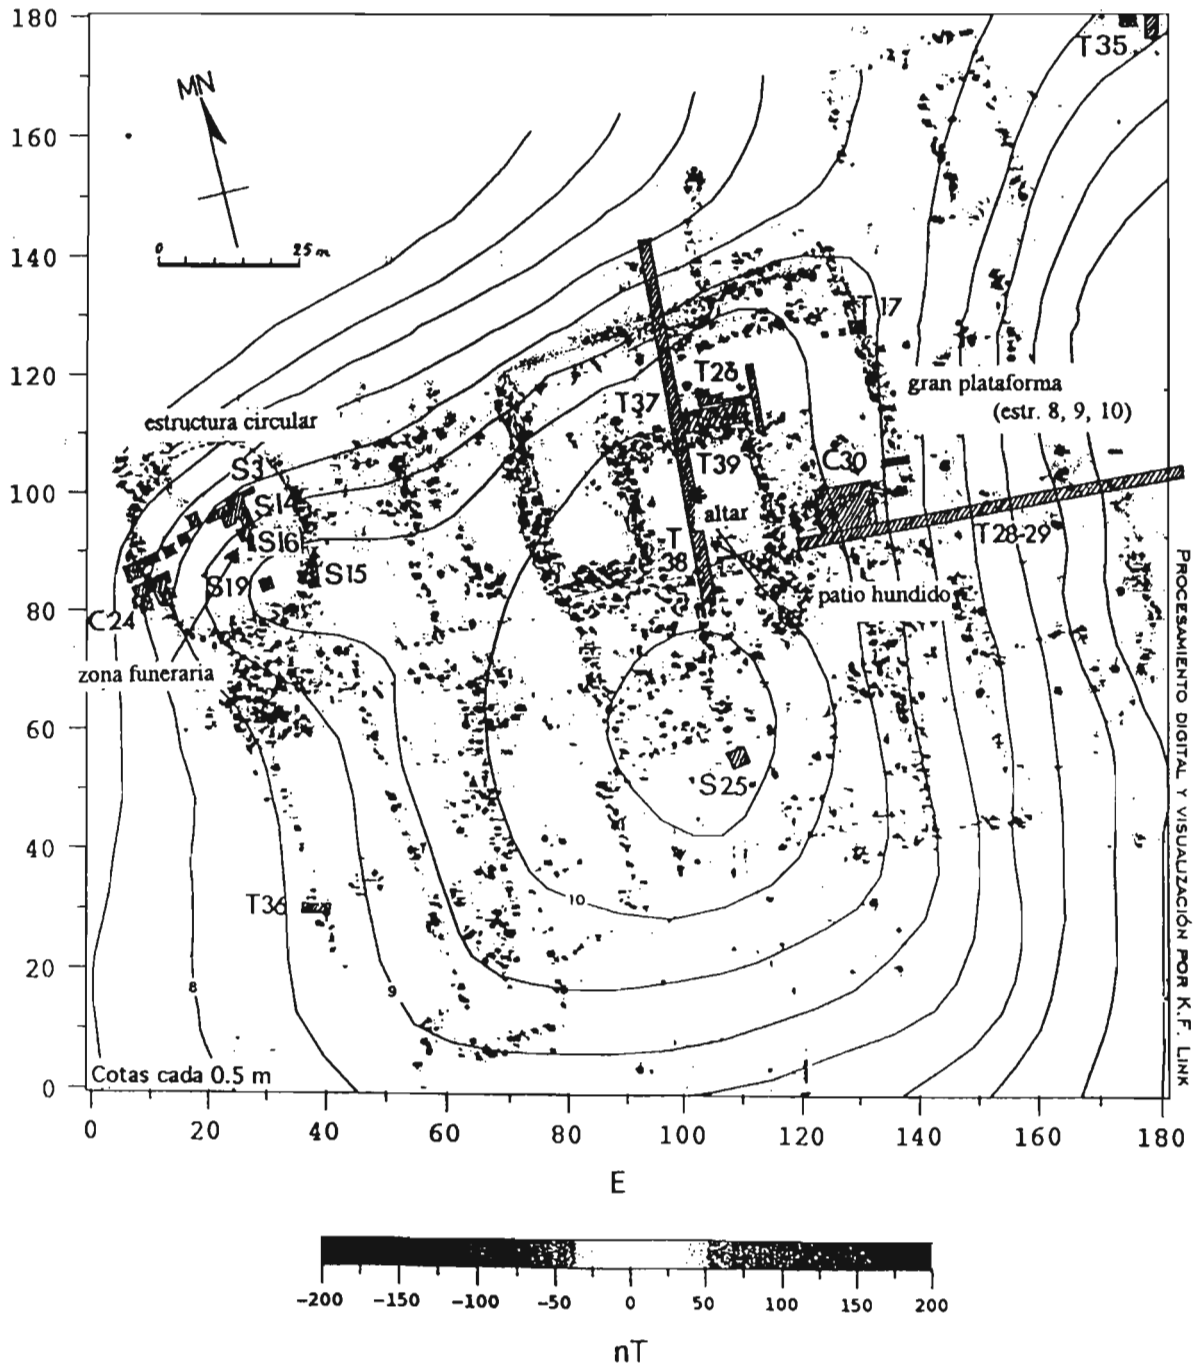 180
160
140
120
100
80
60
40
20
0
MN
0 25 m
T35
T17
gran plataforma
(estr. 8, 9, 10)
T26
T37
T39
C30
altar
T
38
T28-29
patio hundido
estructura circular
S3
S14
S16
S15
S19
C24
zona funeraria
S25
T36
10
9
8
Cotas cada 0.5 m
0 20 40 60 80 100 120 140 160 180
E
PROCESAMIENTO DIGITAL Y VISUALIZACIÓN POR K.F. LINK
-200 -150 -100 -50 0 50 100 150 200
nT